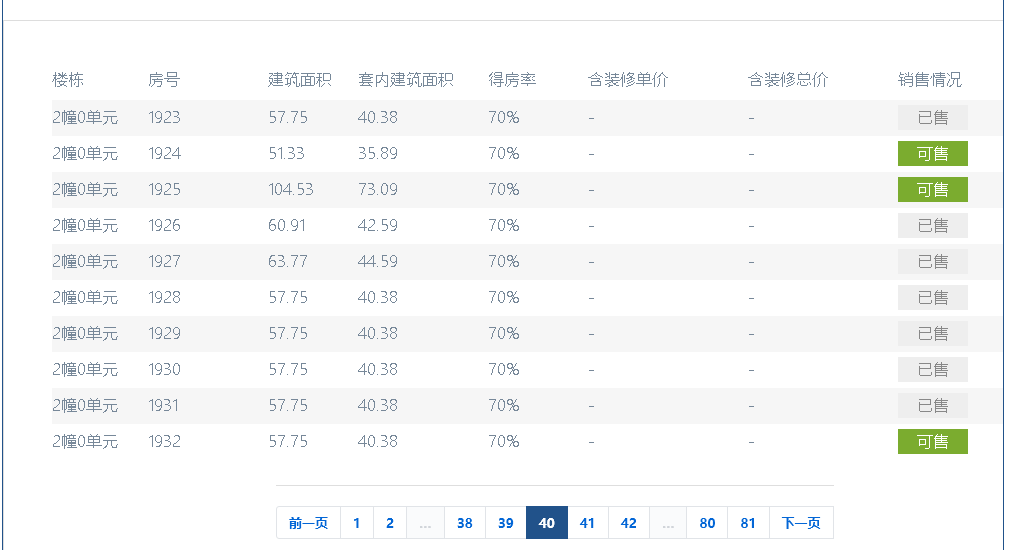 楼栋 房号 建筑面积 套内建筑面积 得房率 含装修单价 含装修总价 销售情况
2幢0单元 1923 57.75 40.38 70% - - 已售
2幢0单元 1924 51.33 35.89 70% - - 可售
2幢0单元 1925 104.53 73.09 70% - - 可售
2幢0单元 1926 60.91 42.59 70% - - 已售
2幢0单元 1927 63.77 44.59 70% - - 已售
2幢0单元 1928 57.75 40.38 70% - - 已售
2幢0单元 1929 57.75 40.38 70% - - 已售
2幢0单元 1930 57.75 40.38 70% - - 已售
2幢0单元 1931 57.75 40.38 70% - - 已售
2幢0单元 1932 57.75 40.38 70% - - 可售
前一页 1 2 ... 38 39 40 41 42 ... 80 81 下一页